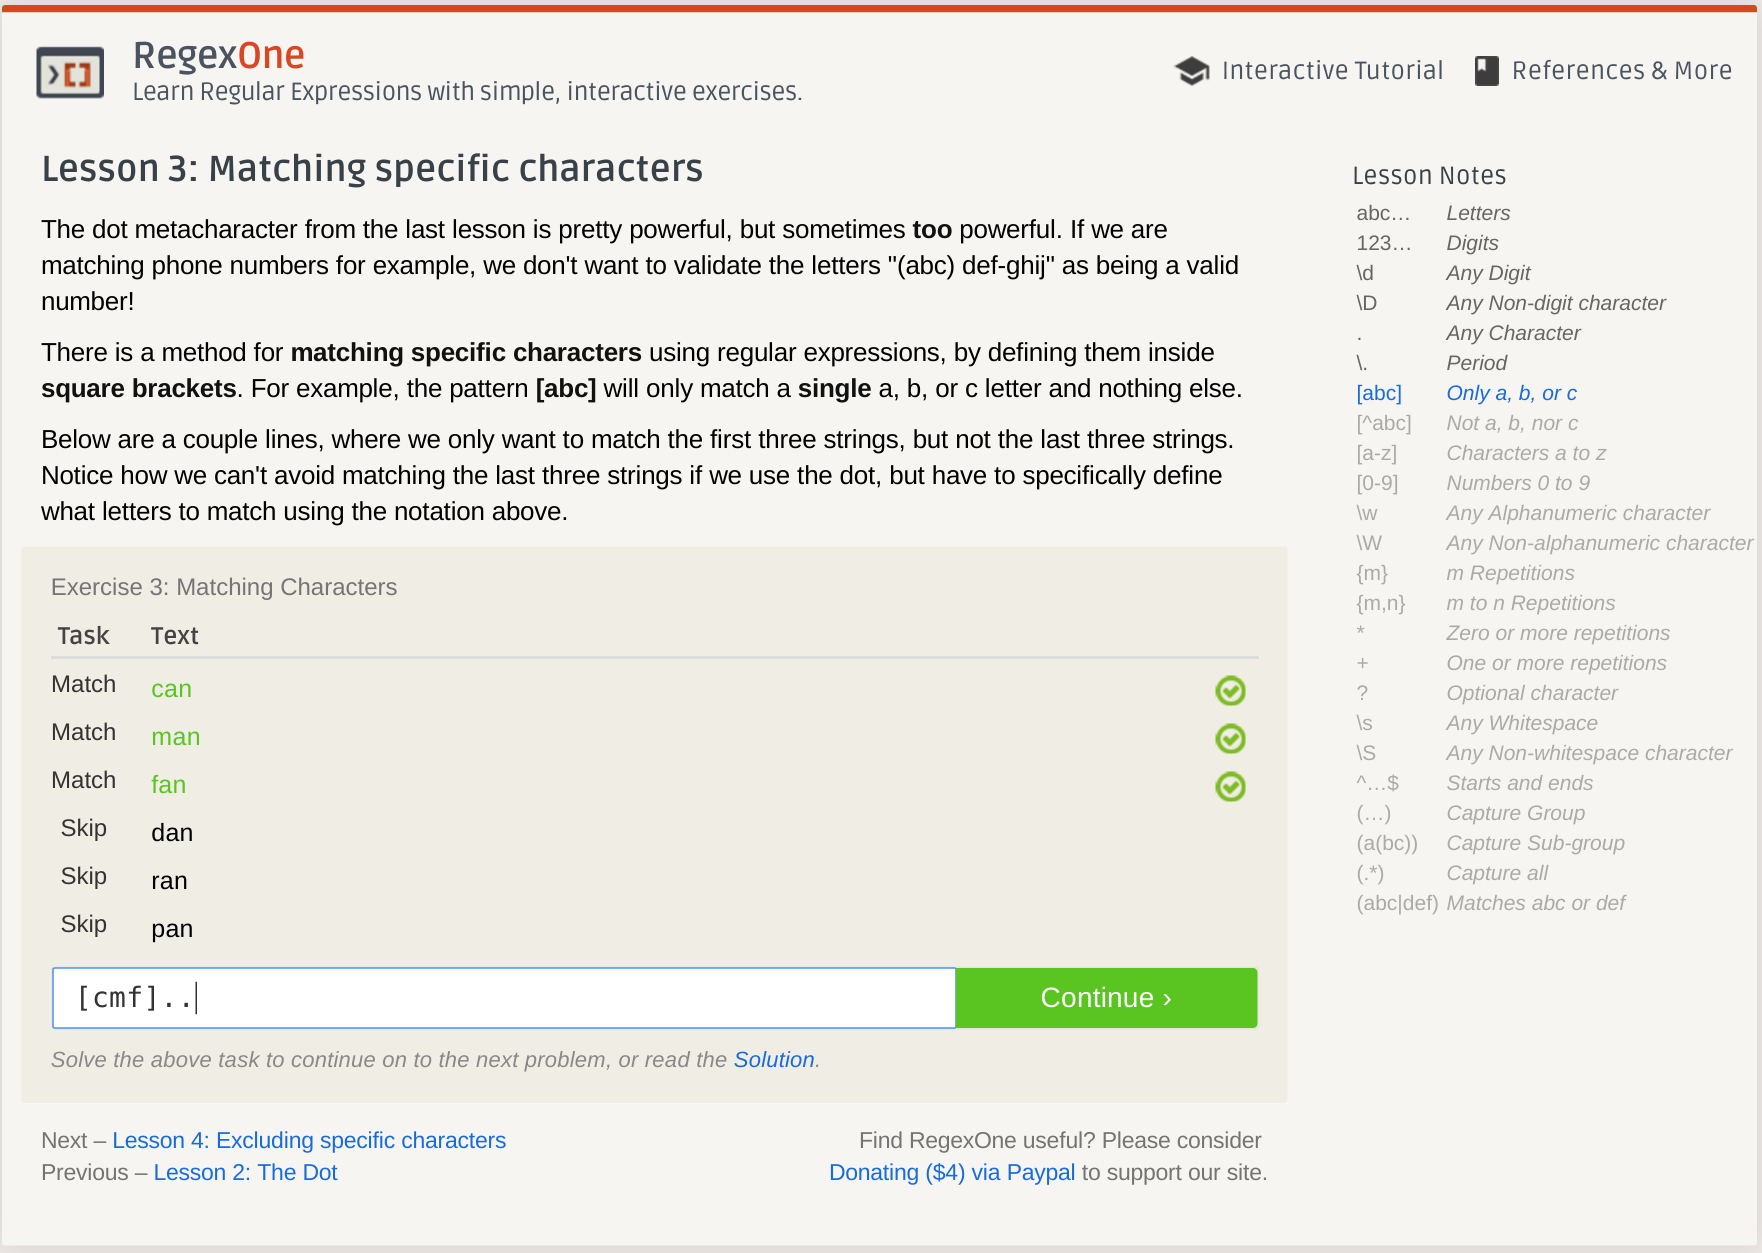 RegexOne
Learn Regular Expressions with simple, interactive exercises.
Interactive Tutorial
References & More
Lesson 3: Matching specific characters
The dot metacharacter from the last lesson is pretty powerful, but sometimes too powerful. If we are
matching phone numbers for example, we don't want to validate the letters "(abc) def-ghij" as being a valid
number!
There is a method for matching specific characters using regular expressions, by defining them inside
square brackets. For example, the pattern [abc] will only match a single a, b, or c letter and nothing else.
Below are a couple lines, where we only want to match the first three strings, but not the last three strings.
Notice how we can't avoid matching the last three strings if we use the dot, but have to specifically define
what letters to match using the notation above.
Exercise 3: Matching Characters
Task Text
Match can
Match man
Match fan
Skip dan
Skip ran
Skip pan
[cmf]..
Continue ›
Solve the above task to continue on to the next problem, or read the Solution.
Next – Lesson 4: Excluding specific characters
Previous – Lesson 2: The Dot
Find RegexOne useful? Please consider
Donating ($4) via Paypal to support our site.
Lesson Notes
abc… Letters
123… Digits
\d Any Digit
\D Any Non-digit character
. Any Character
\. Period
[abc] Only a, b, or c
[^abc] Not a, b, nor c
[a-z] Characters a to z
[0-9] Numbers 0 to 9
\w Any Alphanumeric character
\W Any Non-alphanumeric character
{m} m Repetitions
{m,n} m to n Repetitions
* Zero or more repetitions
+ One or more repetitions
? Optional character
\s Any Whitespace
\S Any Non-whitespace character
^…$ Starts and ends
(…) Capture Group
(a(bc)) Capture Sub-group
(.*) Capture all
(abc|def) Matches abc or def